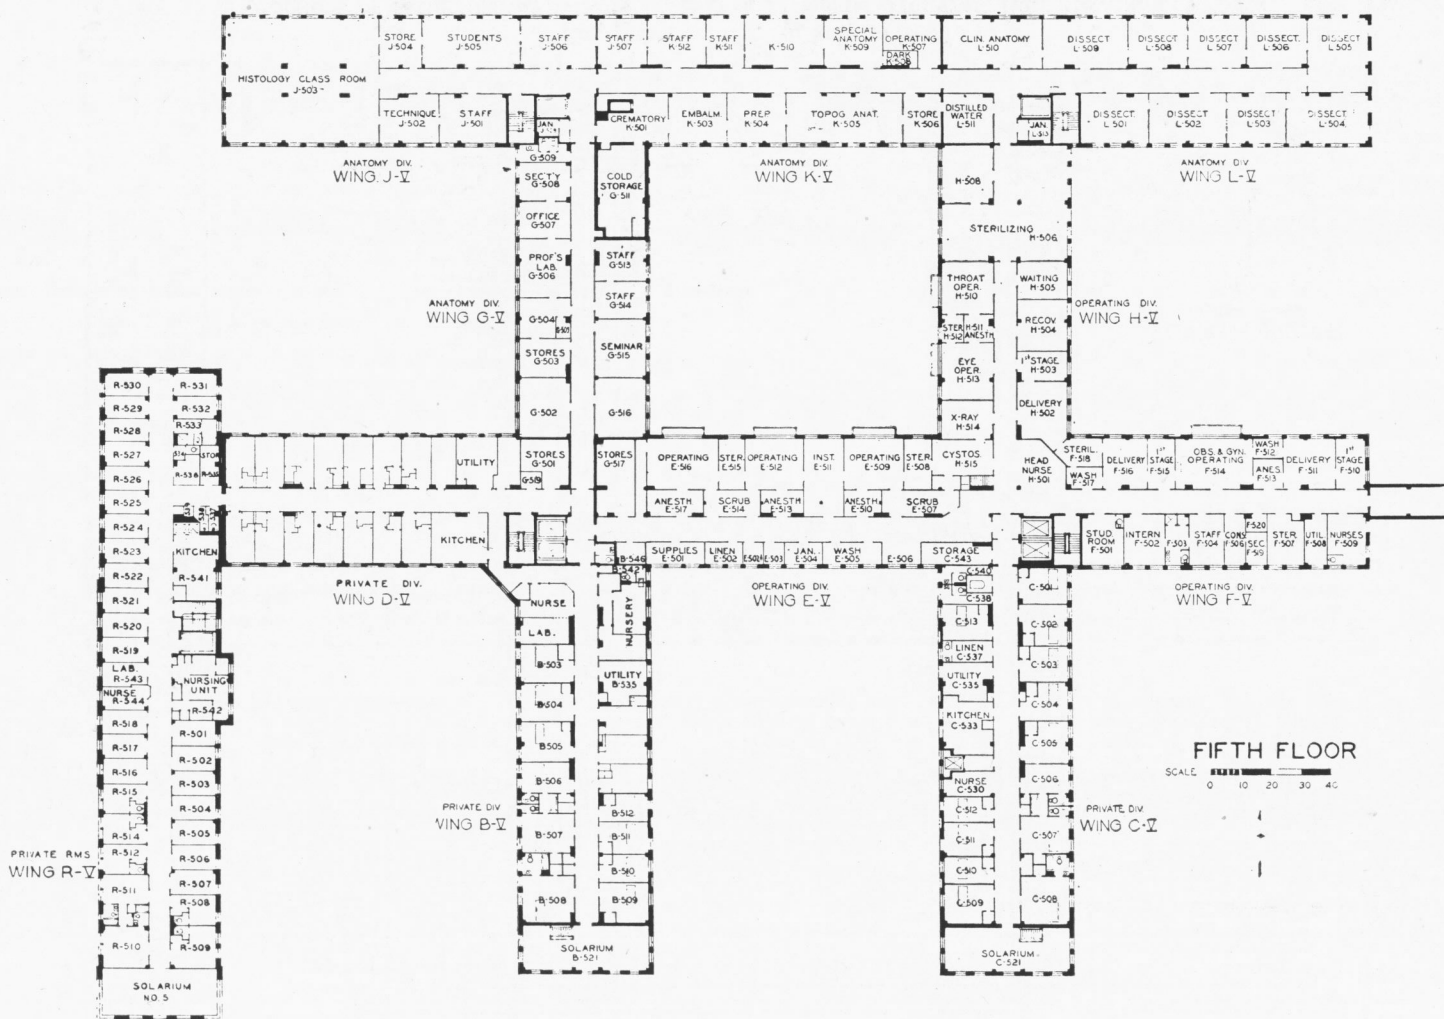 STORE
J-504
STUDENTS
J-505
STAFF
J-506
STAFF
J-507
STAFF
K-512
STAFF
K-511
K-510
SPECIAL
ANATOMY
K-509
OPERATING
K-507
DARK
K-508
CLIN. ANATOMY
L-510
DISSECT
L-509
DISSECT
L-508
DISSECT
L-507
DISSECT.
L-506
DISSECT
L-505
HISTOLOGY CLASS ROOM
J-503
TECHNIQUE
J-502
STAFF
J-501
JAN.
CREMATORY
K-501
EMBALM.
K-503
PREP
K-504
TOPOG ANAT.
K-505
STORE
K-506
DISTILLED
WATER
L-511
JAN.
L-513
DISSECT.
L-501
DISSECT
L-502
DISSECT
L-503
DISSECT.
L-504
ANATOMY DIV.
WING J-V
ANATOMY DIV.
WING K-V
ANATOMY DIV.
WING L-V
G-509
SEC'T'Y
G-508
OFFICE
G-507
PROF'S
LAB.
G-506
G-504
STORES
G-503
G-502
COLD
STORAGE
G-511
STAFF
G-513
STAFF
G-514
SEMINAR
G-515
G-516
ANATOMY DIV.
WING G-V
H-508
STERILIZING
H-506
THROAT
OPER.
H-510
WAITING
H-505
STER.
H-512
H-511
ANESTH
RECOV.
H-504
EYE
OPER.
H-513
1ST STAGE
H-503
X-RAY
H-514
DELIVERY
H-502
OPERATING DIV.
WING H-V
R-530
R-529
R-528
R-527
R-526
R-525
R-524
R-523
R-522
R-521
R-520
R-519
LAB.
R-543
NURSE
R-544
R-518
R-517
R-516
R-515
R-514
R-512
R-511
R-510
R-531
R-532
R-533
R-536
STOR
R-535
KITCHEN
R-541
NURSING
UNIT
R-542
R-501
R-502
R-503
R-504
R-505
R-506
R-507
R-508
R-509
SOLARIUM
NO. 5
PRIVATE RMS
WING R-V
UTILITY
STORES
G-501
G-519
STORES
G-517
KITCHEN
PRIVATE DIV.
WING D-V
OPERATING
E-516
STER.
E-515
OPERATING
E-512
INST.
E-511
OPERATING
E-509
STER.
E-508
CYSTOS.
H-515
ANESTH.
E-517
SCRUB
E-514
ANESTH.
E-513
ANESTH.
E-510
SCRUB
E-507
SUPPLIES
E-501
LINEN
E-502
E-503
JAN.
E-504
WASH
E-505
E-506
STORAGE
C-543
OPERATING DIV.
WING E-V
HEAD
NURSE
H-501
STERIL.
F-518
WASH
F-517
DELIVERY
F-516
1ST
STAGE
F-515
OBS. & GYN.
OPERATING
F-514
WASH
F-512
ANES.
F-513
DELIVERY
F-511
1ST
STAGE
F-510
STUD.
ROOM
F-501
INTERN
F-502
F-503
STAFF
F-504
CONS
F-506
F-520
SEC.
F-519
STER.
F-507
UTIL.
F-508
NURSES
F-509
OPERATING DIV.
WING F-V
B-546
B-542
NURSE
LAB.
B-503
B-504
B-505
B-506
B-507
B-508
NURSERY
UTILITY
B-535
B-512
B-511
B-510
B-509
SOLARIUM
B-521
PRIVATE DIV
WING B-V
C-540
C-538
C-513
LINEN
C-537
UTILITY
C-535
KITCHEN
C-533
NURSE
C-530
C-512
C-511
C-510
C-509
C-501
C-502
C-503
C-504
C-505
C-506
C-507
C-508
SOLARIUM.
C-521
PRIVATE DIV.
WING C-V
FIFTH FLOOR
SCALE
0 10 20 30 40